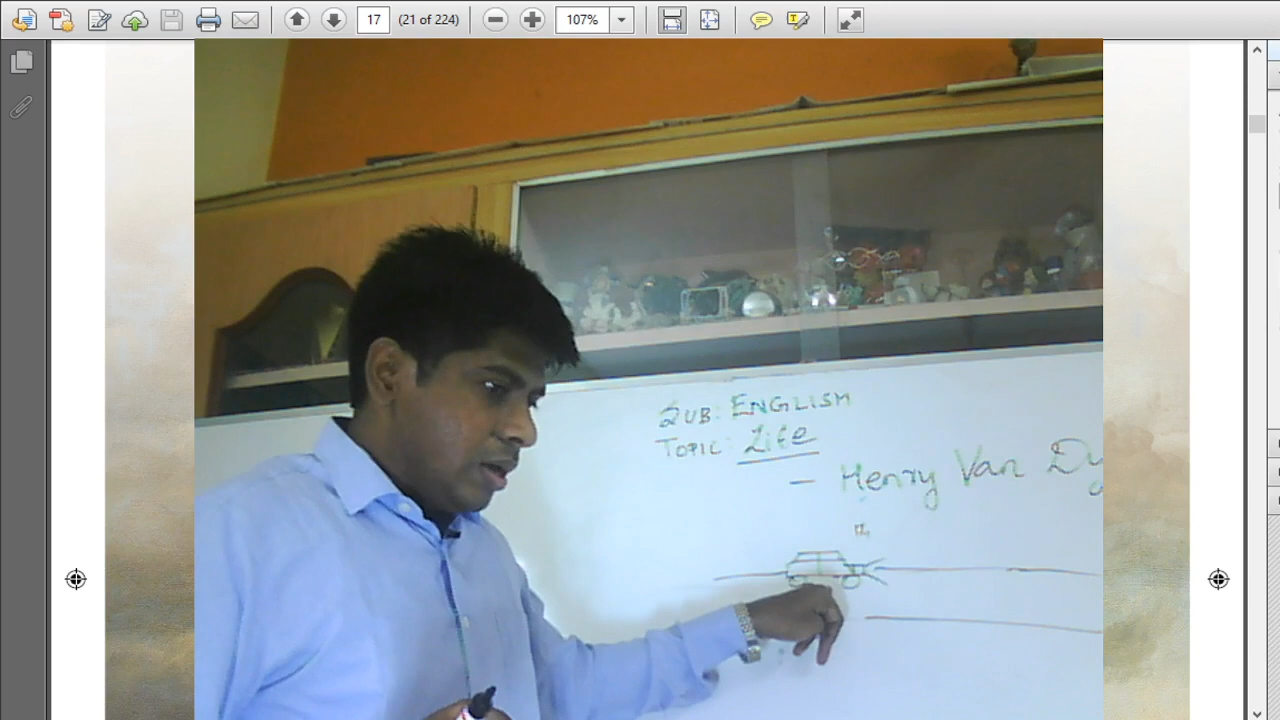 17 (21 of 224) 107%
SUB: ENGLISH
TOPIC: Life
— Henry Van Dy